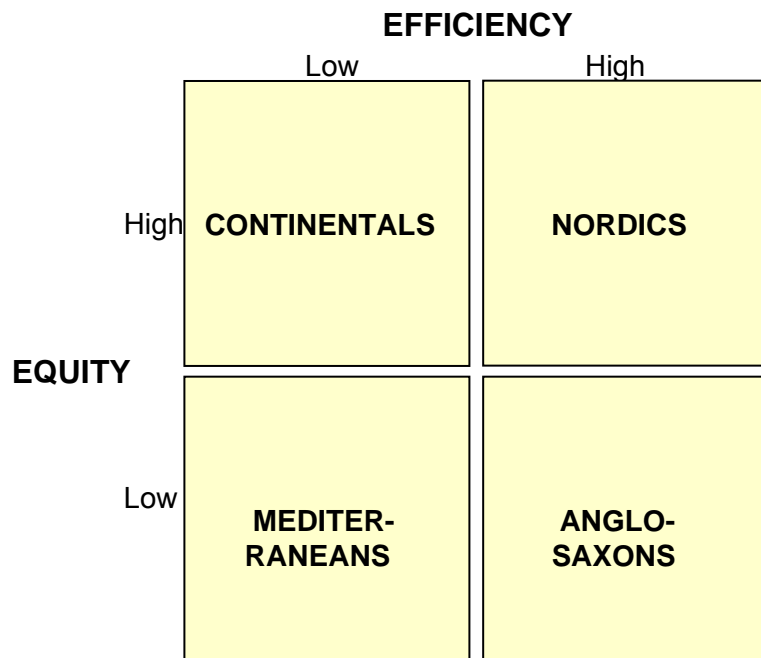 EFFICIENCY
Low High
High CONTINENTALS NORDICS
EQUITY
Low
MEDITER- ANGLO-
RANEANS SAXONS